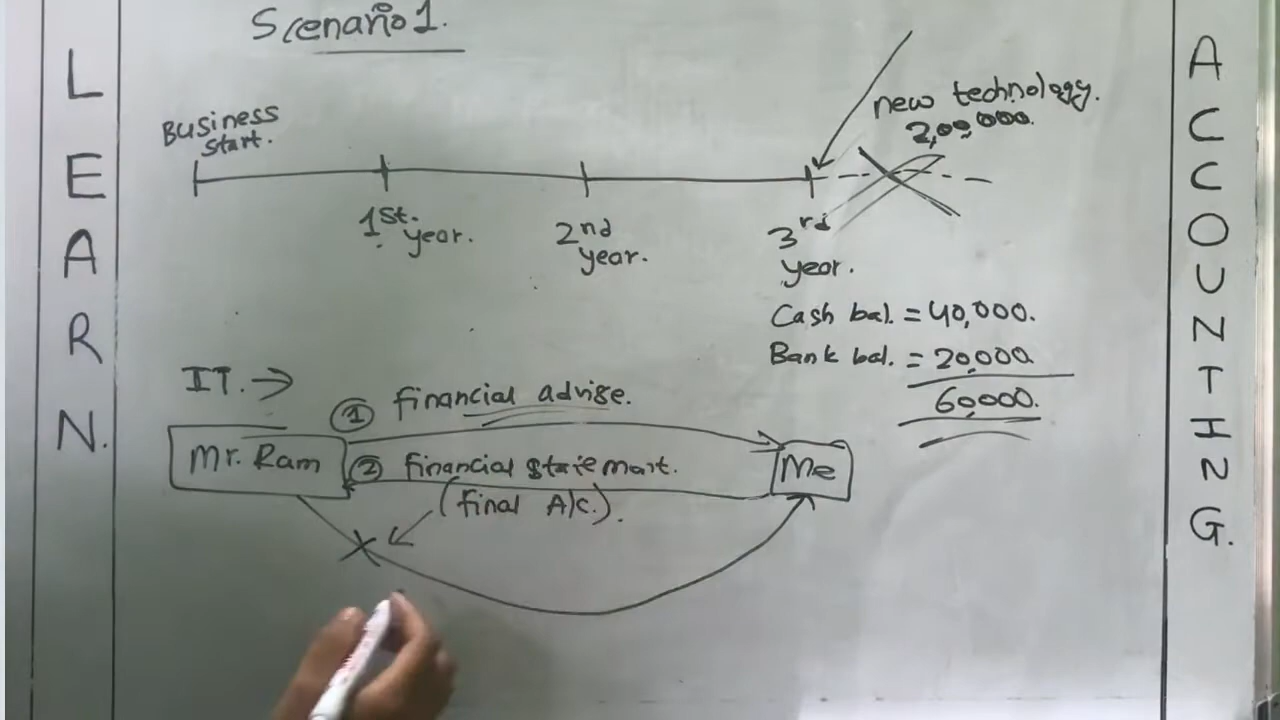 LEARN.
Scenario 1.
Business
start.
1st.
year.
2nd
year.
3rd
year.
new technology.
2,00,000.
Cash bal. = 40,000.
Bank bal. = 20,000
60,000.
IT. →
① financial advise.
Mr. Ram
② financial statement.
(final A/c.).
Me
ACCOUNTING.